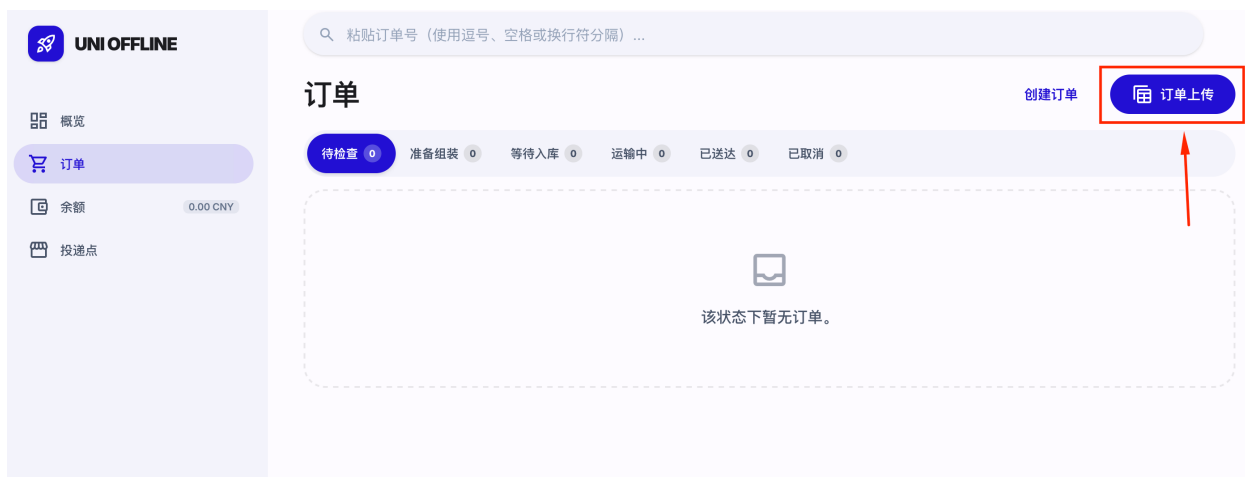 UNI OFFLINE
粘贴订单号（使用逗号、空格或换行符分隔）...
订单
创建订单
订单上传
概览
订单
余额
0.00 CNY
投递点
待检查 0
准备组装 0
等待入库 0
运输中 0
已送达 0
已取消 0
该状态下暂无订单。